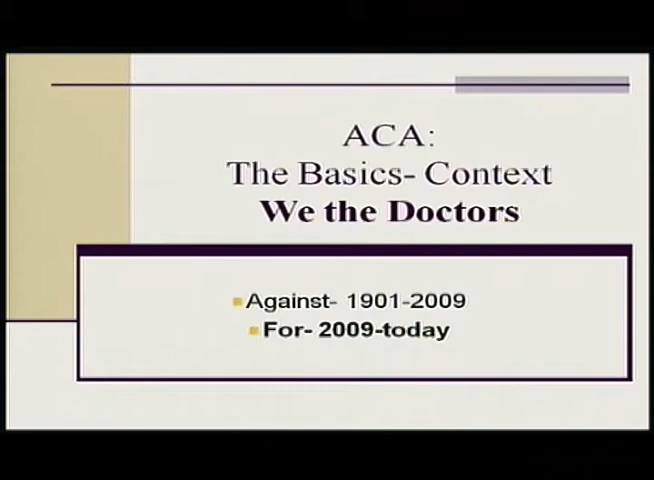 ACA:
The Basics- Context
We the Doctors
Against- 1901-2009
For- 2009-today